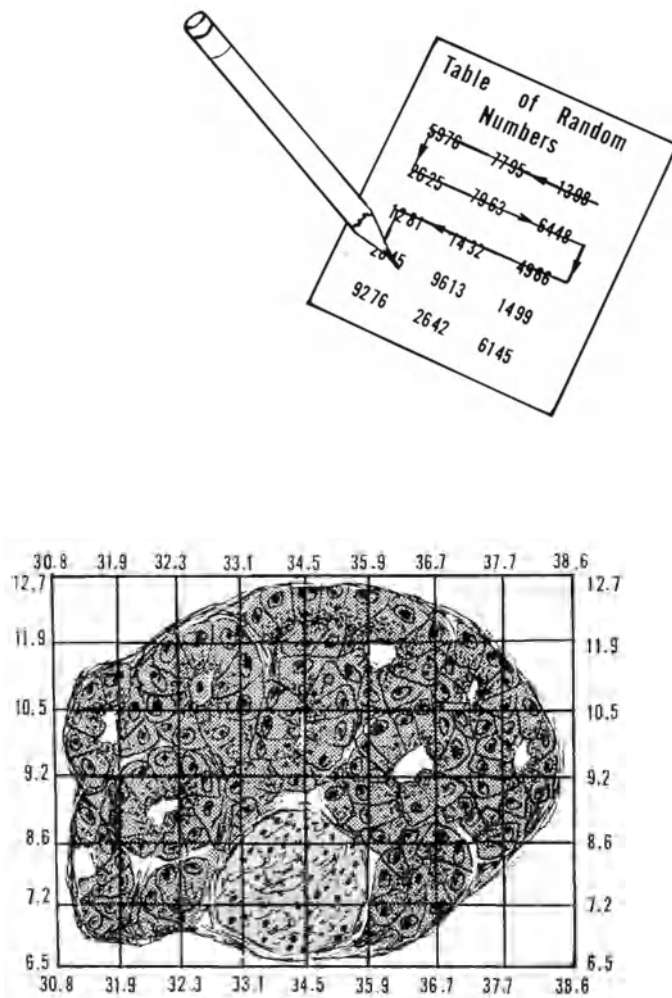 Table
of Random
Numbers
5976 7795 1398
2625 7963 6448
1281 1432 4966
2645 9613 1499
9276 2642 6145
30.8 31.9 32.3 33.1 34.5 35.9 36.7 37.7 38.6
12.7 12.7
11.9 11.9
10.5 10.5
9.2 9.2
8.6 8.6
7.2 7.2
6.5 6.5
30.8 31.9 32.3 33.1 34.5 35.9 36.7 37.7 38.6